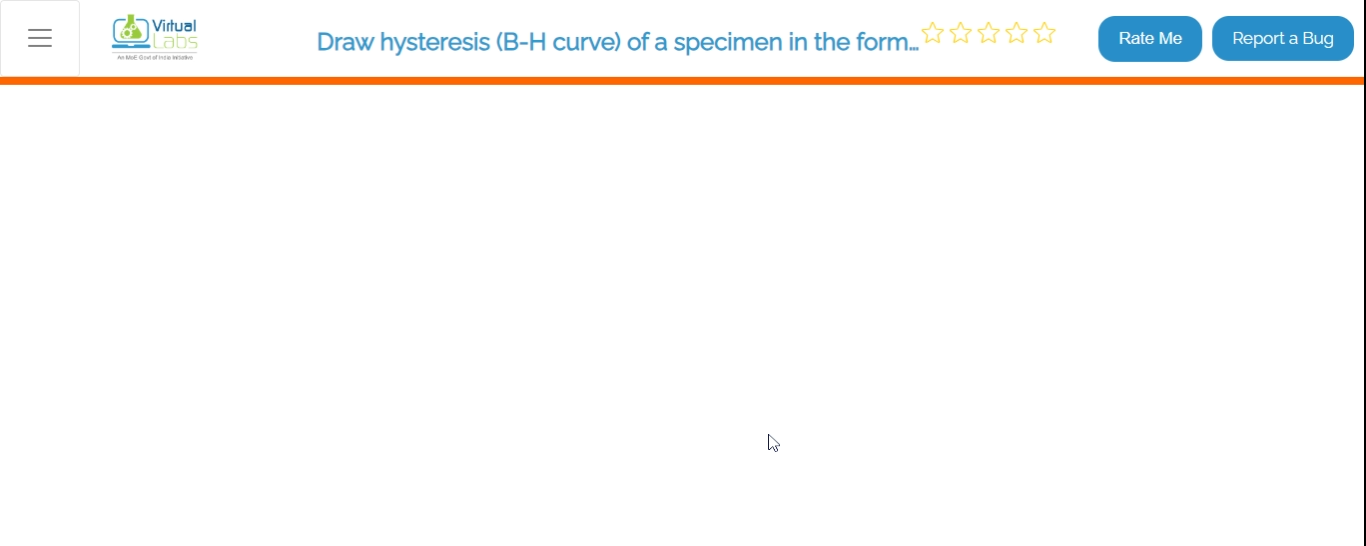 Virtual
Labs
An MoE Govt of India Initiative
Draw hysteresis (B-H curve) of a specimen in the form...
Rate Me
Report a Bug